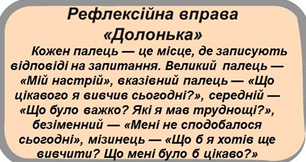 Рефлексійна вправа
«Долонька»
Кожен палець — це місце, де записують
відповіді на запитання. Великий палець —
«Мій настрій», вказівний палець — «Що
цікавого я вивчив сьогодні?», середній —
«Що було важко? Які я мав труднощі?»,
безіменний — «Мені не сподобалося
сьогодні», мізинець — «Що б я хотів ще
вивчити? Що мені було б цікаво?»